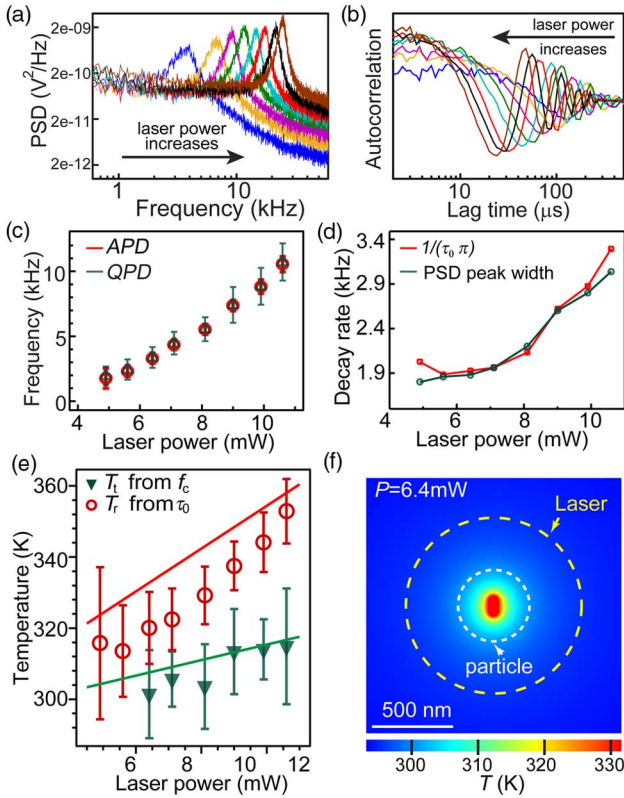 (a)
2e-09
2e-10
2e-11
2e-12
PSD (V²/Hz)
laser power
increases
1
10
Frequency (kHz)
(b)
Autocorrelation
laser power
increases
10
100
Lag time (μs)
(c)
APD
QPD
10
5
0
Frequency (kHz)
4
6
8
10
Laser power (mW)
(d)
1/(τ₀ π)
PSD peak width
3.4
2.9
2.4
1.9
Decay rate (kHz)
4
6
8
10
Laser power (mW)
(e)
Tt from fc
Tr from τ0
360
340
320
300
Temperature (K)
6
8
10
12
Laser power (mW)
(f)
P=6.4mW
Laser
particle
500 nm
300
310
320
330
T (K)